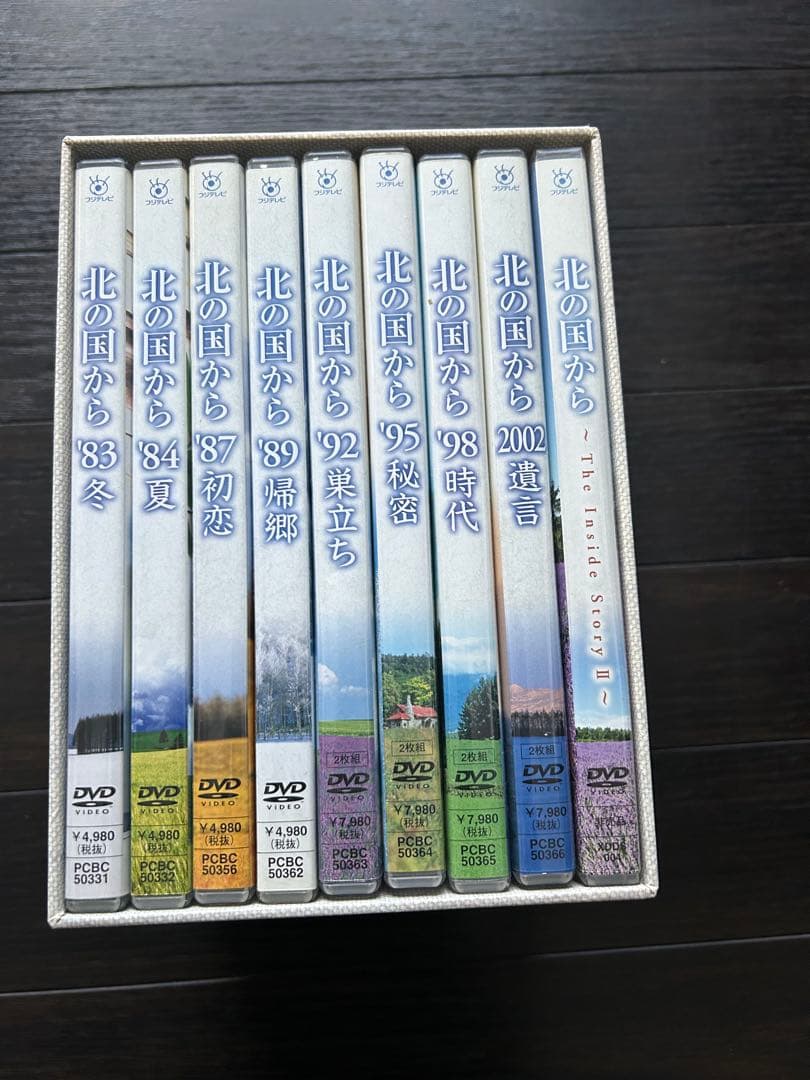 フジテレビ
北の国から '83 冬
DVD
VIDEO
¥4,980
(税抜)
PCBC
50331
フジテレビ
北の国から '84 夏
DVD
VIDEO
¥4,980
(税抜)
PCBC
50332
フジテレビ
北の国から '87 初恋
DVD
VIDEO
¥4,980
(税抜)
PCBC
50356
フジテレビ
北の国から '89 帰郷
DVD
VIDEO
¥4,980
(税抜)
PCBC
50362
フジテレビ
北の国から '92 巣立ち
2枚組
DVD
VIDEO
¥7,980
(税抜)
PCBC
50363
フジテレビ
北の国から '95 秘密
2枚組
DVD
VIDEO
¥7,980
(税抜)
PCBC
50364
フジテレビ
北の国から '98 時代
2枚組
DVD
VIDEO
¥7,980
(税抜)
PCBC
50365
フジテレビ
北の国から 2002 遺言
2枚組
DVD
VIDEO
¥7,980
(税抜)
PCBC
50366
フジテレビ
北の国から ~The Inside Story II~
DVD
VIDEO
非売品